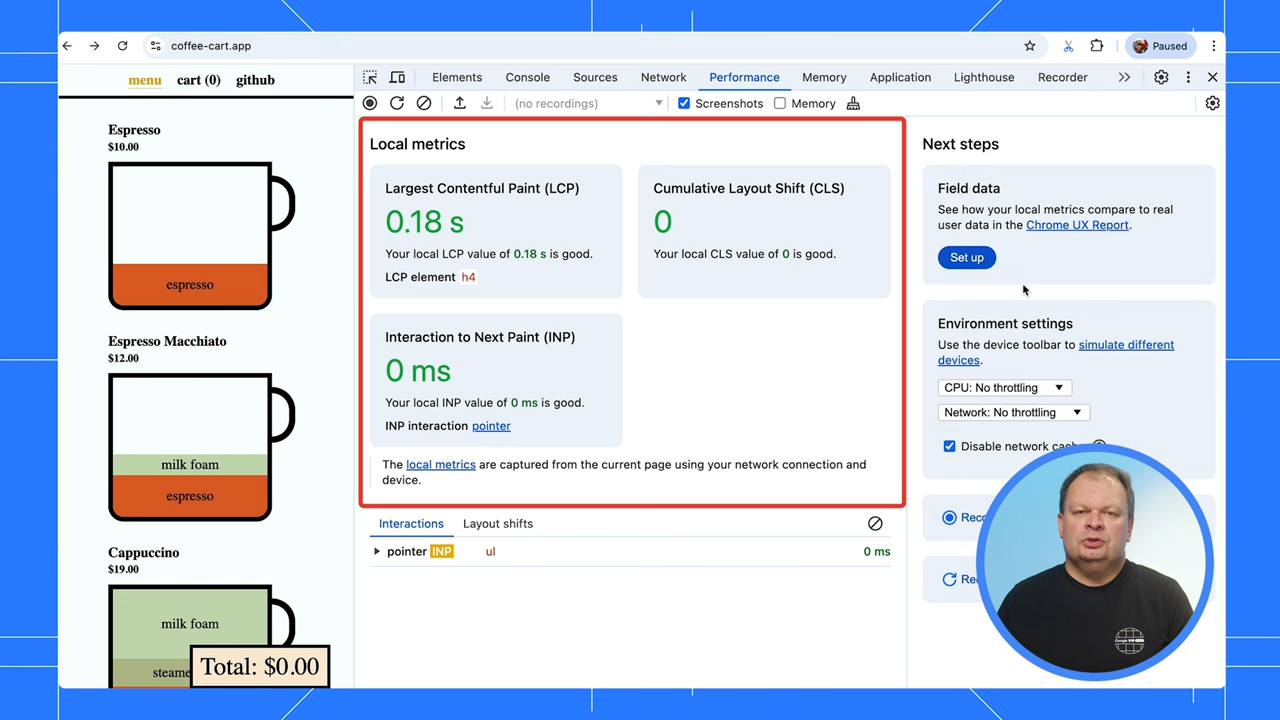 coffee-cart.app
Paused
menu
cart (0)
github
Espresso
$10.00
espresso
Espresso Macchiato
$12.00
milk foam
espresso
Cappuccino
$19.00
milk foam
steame
Total: $0.00
Elements
Console
Sources
Network
Performance
Memo
Application
Lighthouse
Recorder
(no recordings)
Screenshots
Memory
Local metrics
Largest Contentful Paint (LCP)
0.18 s
Your local LCP value of 0.18 s is good.
LCP element h4
Cumulative Layout Shift (CLS)
0
Your local CLS value of 0 is good.
Interaction to Next Paint (INP)
0 ms
Your local INP value of 0 ms is good.
INP interaction pointer
The local metrics are captured from the current page using your network connection and
device.
Interactions
Layout shifts
pointer INP
ul
0 ms
Next steps
Field data
See how your local metrics compare to real
user data in the Chrome UX Report.
Set up
Environment settings
Use the device toolbar to simulate different
devices.
CPU: No throttling
Network: No throttling
Disable network cach
Reco
Rec